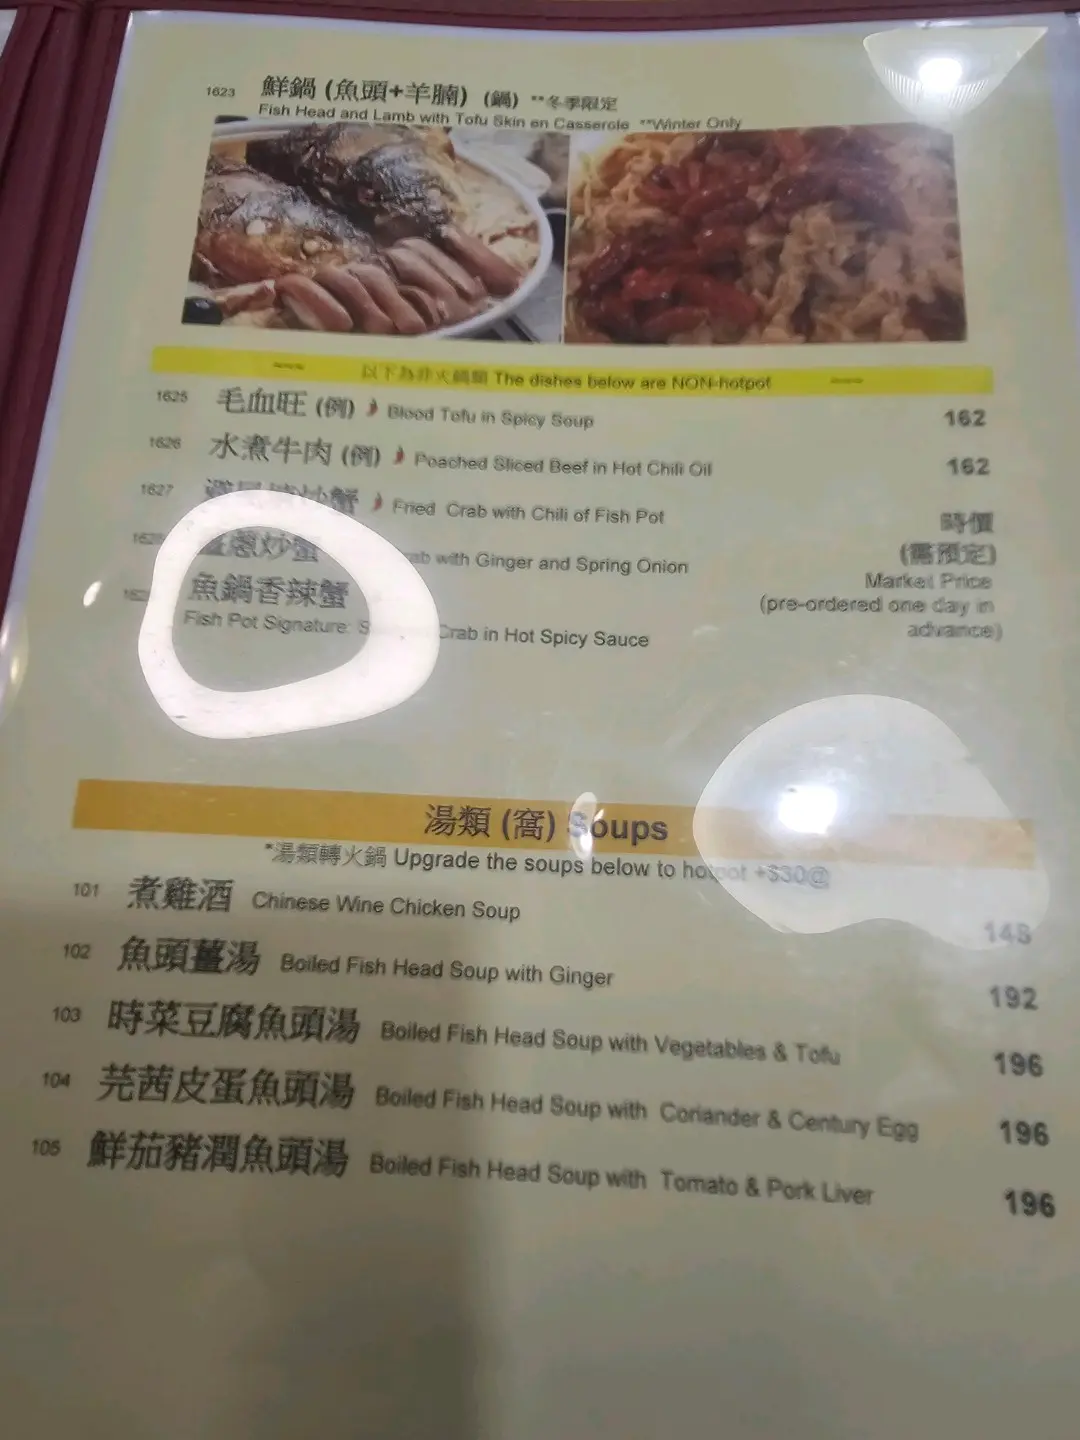 1623 鮮鍋 (魚頭+羊腩) (鍋) **冬季限定
Fish Head and Lamb with Tofu Skin en Casserole **Winter Only
以下為非火鍋類 The dishes below are NON-hotpot
1625 毛血旺 (例) Blood Tofu in Spicy Soup 162
1626 水煮牛肉 (例) Poached Sliced Beef in Hot Chili Oil 162
1627 炒蟹 Fried Crab with Chili of Fish Pot
時價
蔥炒蟹 with Ginger and Spring Onion
(需預定)
魚鍋香辣蟹
Market Price
Fish Pot Signature: Crab in Hot Spicy Sauce
(pre-ordered one day in
advance)
湯類 (窩) Soups
*湯類轉火鍋 Upgrade the soups below to hotpot +$30@
101 煮雞酒 Chinese Wine Chicken Soup 148
102 魚頭薑湯 Boiled Fish Head Soup with Ginger 192
103 時菜豆腐魚頭湯 Boiled Fish Head Soup with Vegetables & Tofu 196
104 芫茜皮蛋魚頭湯 Boiled Fish Head Soup with Coriander & Century Egg 196
105 鮮茄豬潤魚頭湯 Boiled Fish Head Soup with Tomato & Pork Liver 196